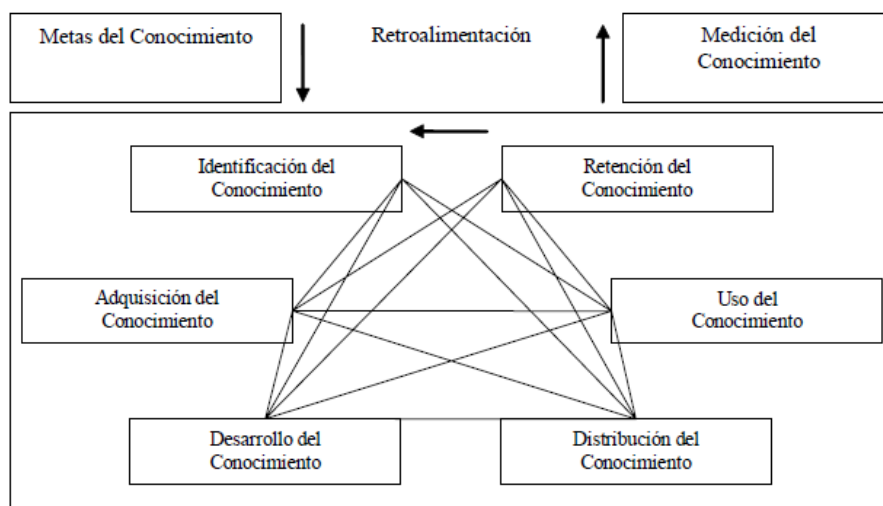 Metas del Conocimiento
Retroalimentación
Medición del
Conocimiento
Identificación del
Conocimiento
Retención del
Conocimiento
Adquisición del
Conocimiento
Uso del
Conocimiento
Desarrollo del
Conocimiento
Distribución del
Conocimiento